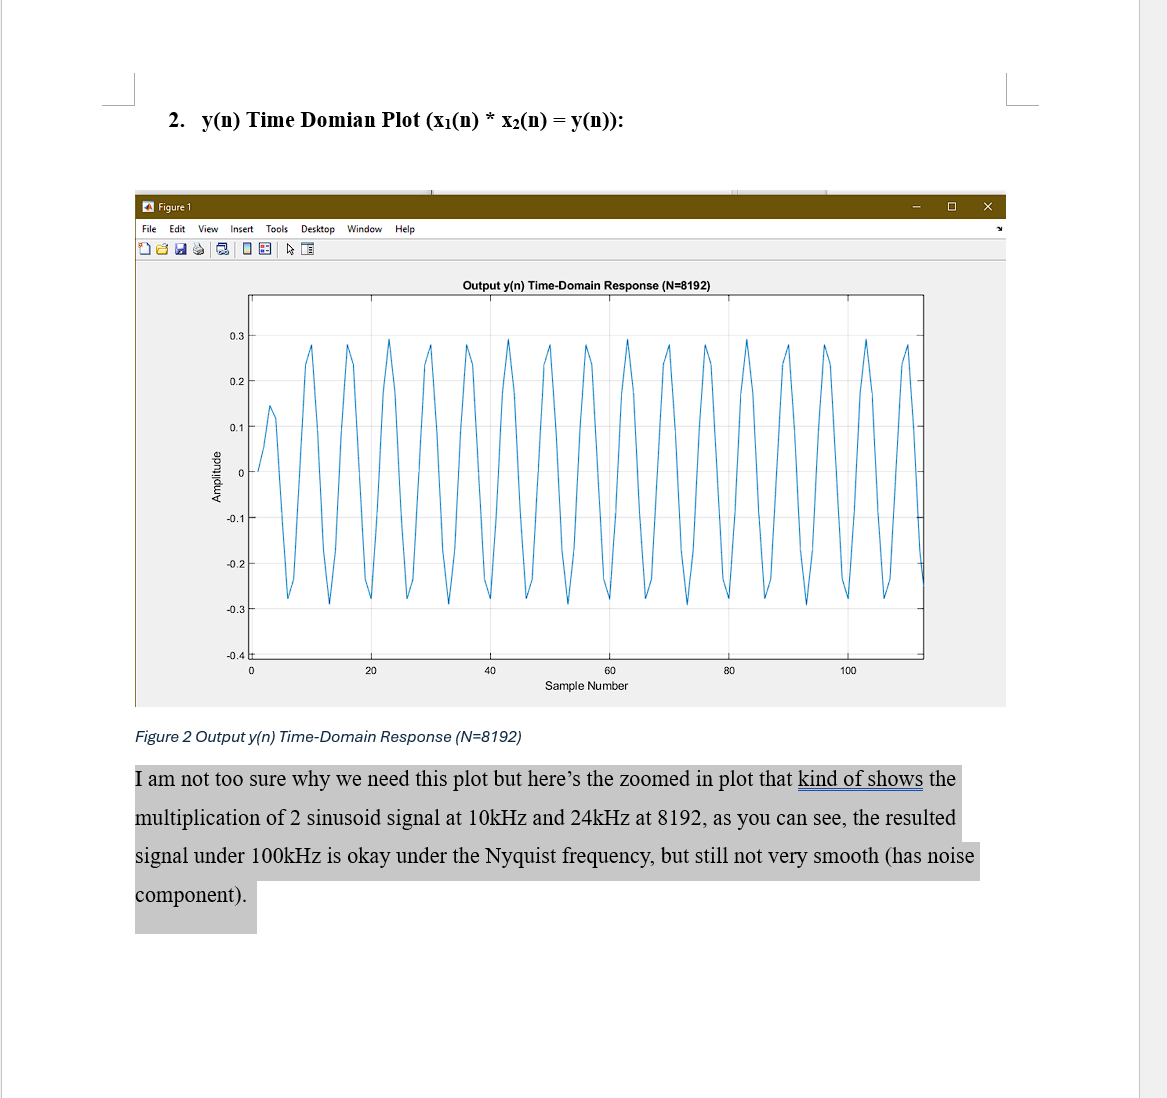 2. y(n) Time Domian Plot (x₁(n) * x₂(n) = y(n)):
Figure 1
File Edit View Insert Tools Desktop Window Help
Output y(n) Time-Domain Response (N=8192)
0.3
0.2
0.1
0
-0.1
-0.2
-0.3
-0.4
Amplitude
0 20 40 60 80 100
Sample Number
Figure 2 Output y(n) Time-Domain Response (N=8192)
I am not too sure why we need this plot but here’s the zoomed in plot that kind of shows the
multiplication of 2 sinusoid signal at 10kHz and 24kHz at 8192, as you can see, the resulted
signal under 100kHz is okay under the Nyquist frequency, but still not very smooth (has noise
component).